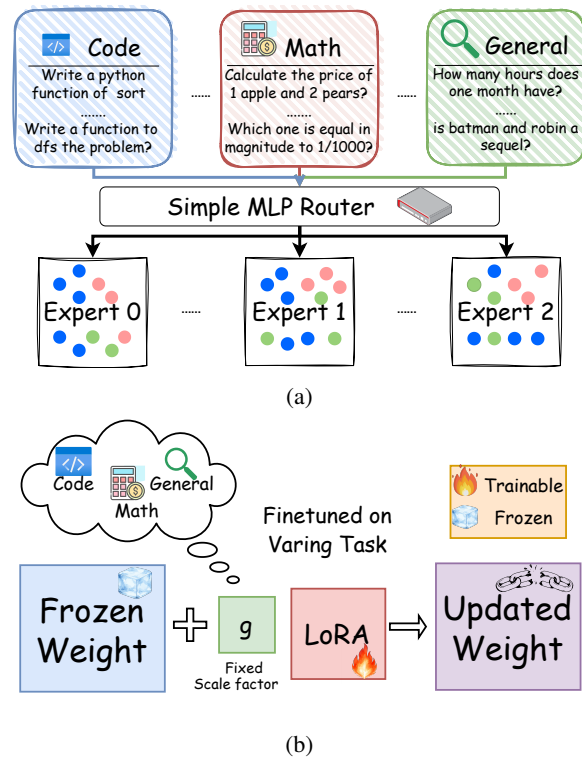 Code
Write a python
function of sort
.......
Write a function to
dfs the problem?
......
Math
Calculate the price of
1 apple and 2 pears?
.......
Which one is equal in
magnitude to 1/1000?
......
General
How many hours does
one month have?
.......
is batman and robin a
sequel?
Simple MLP Router
Expert 0
......
Expert 1
......
Expert 2
(a)
Code
General
Math
Finetuned on
Varing Task
Trainable
Frozen
Frozen
Weight
g
Fixed
Scale factor
LoRA
Updated
Weight
(b)